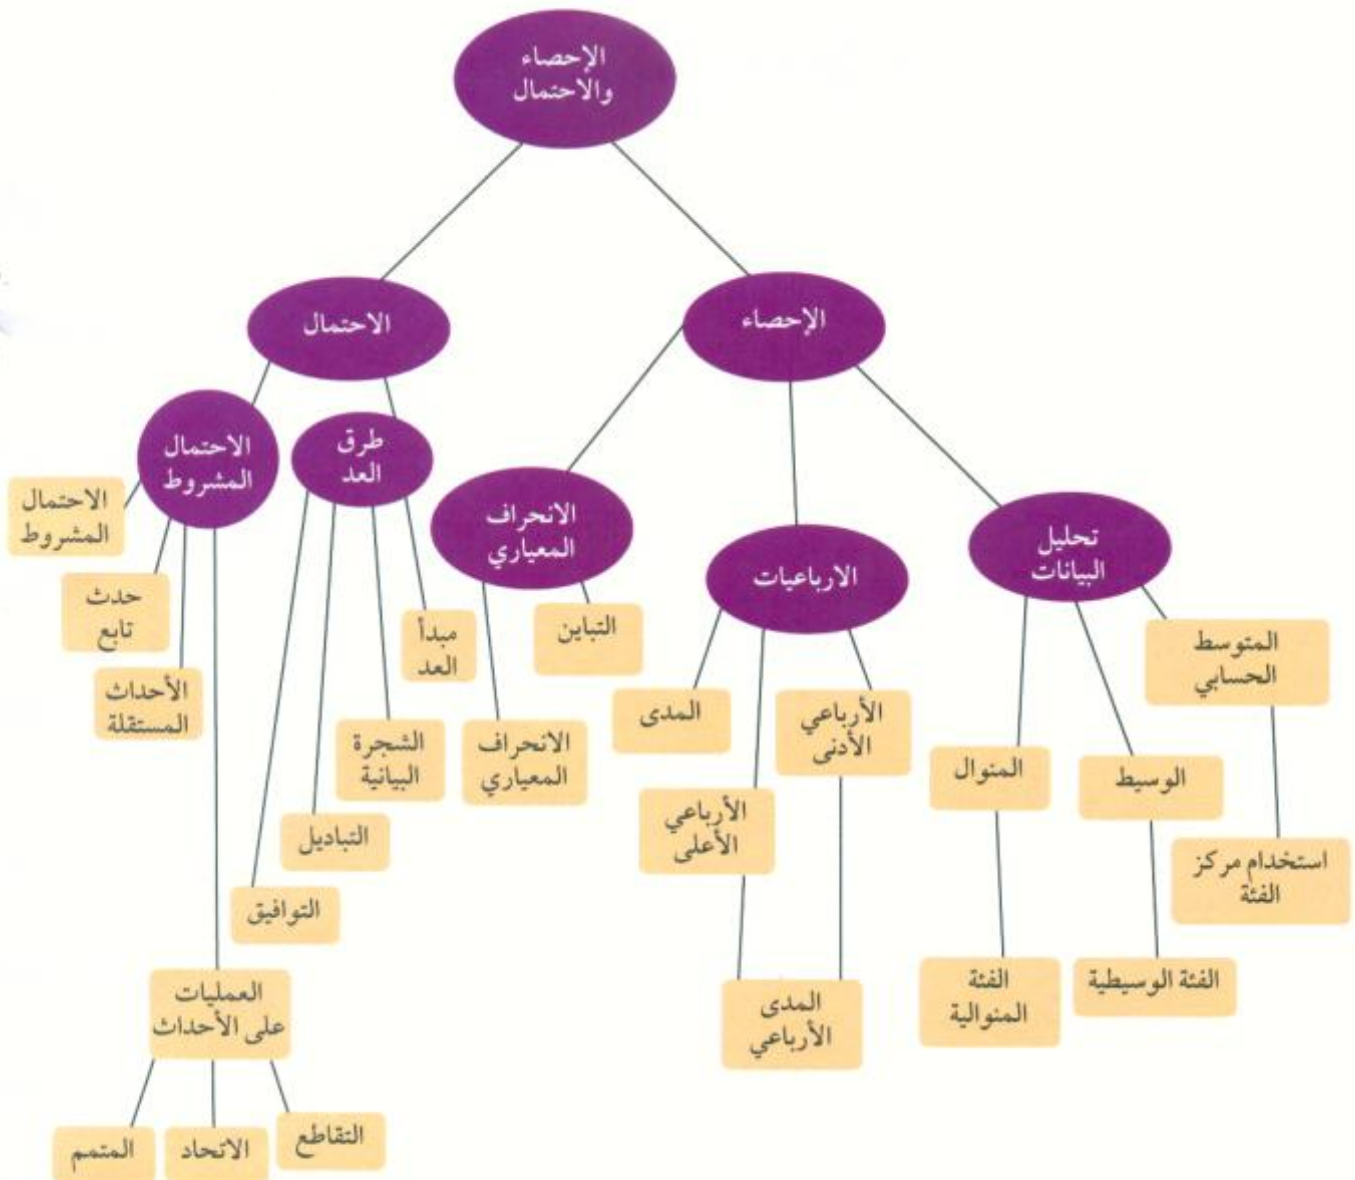 الإحصاء
والاحتمال
الإحصاء
الاحتمال
تحليل
البيانات
الارباعيات
الانحراف
المعياري
طرق
العد
الاحتمال
المشروط
المتوسط
الحسابي
استخدام مركز
الفئة
الوسيط
الفئة الوسيطية
المنوال
الفئة
المنوالية
الأرباعي
الأدنى
الأرباعي
الأعلى
المدى
المدى
الأرباعي
التباين
الانحراف
المعياري
مبدأ
العد
الشجرة
البيانية
التباديل
التوافيق
الاحتمال
المشروط
حدث
تابع
الأحداث
المستقلة
العمليات
على الأحداث
التقاطع
الاتحاد
المتمم